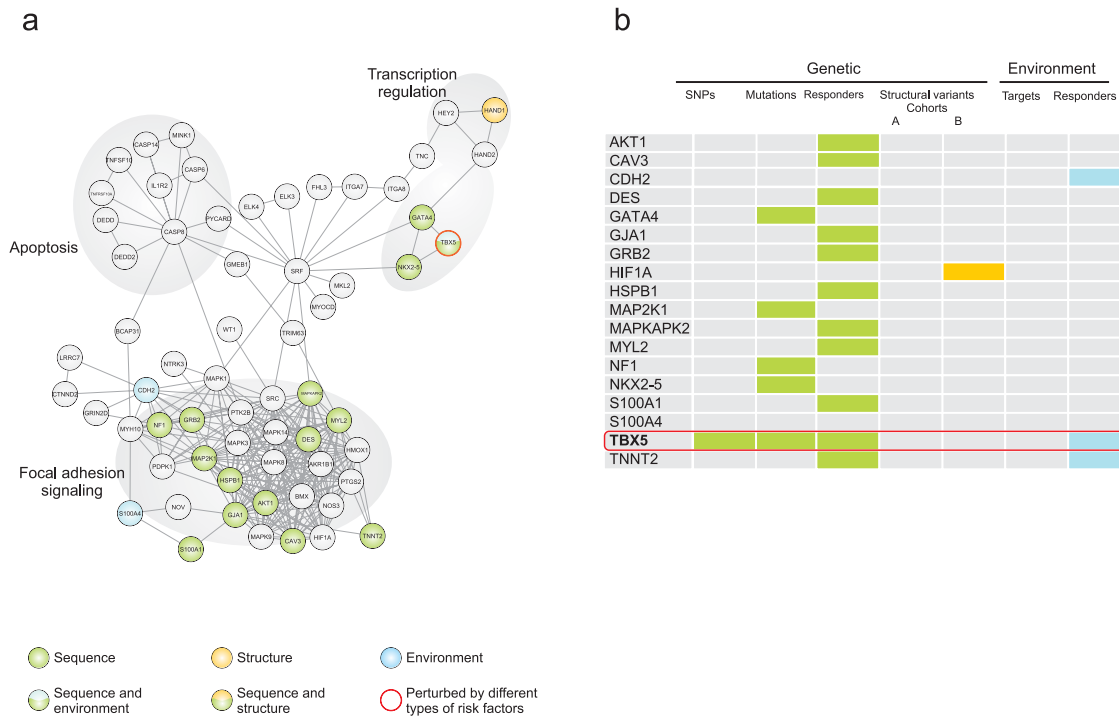 a
Transcription
regulation
HAND1
HEY2
HAND2
TNC
MINK1
CASP14
TNFSF10
CASP6
IL1R2
TNFRSF10A
DEDD
PYCARD
CASP8
DEDD2
Apoptosis
ELK4
ELK3
FHL3
ITGA7
ITGA8
GATA4
TBX5
NKX2-5
GMEB1
SRF
MKL2
MYOCD
BCAP31
WT1
TRIM63
LRRC7
NTRK3
MAPK1
CTNND2
CDH2
SRC
MAPKAPK2
GRIN2D
MYH10
NF1
GRB2
PTK2B
MYL2
MAPK14
DES
MAPK3
HMOX1
PDPK1
MAP2K1
MAPK8
AKR1B1
Focal adhesion
signaling
HSPB1
PTGS2
BMX
AKT1
NOS3
S100A4
NOV
GJA1
MAPK9
CAV3
HIF1A
TNNT2
S100A1
Sequence
Structure
Environment
Sequence and
environment
Sequence and
structure
Perturbed by different
types of risk factors
b
Genetic
Environment
SNPs
Mutations
Responders
Structural variants
Cohorts
A
B
Targets
Responders
AKT1
CAV3
CDH2
DES
GATA4
GJA1
GRB2
HIF1A
HSPB1
MAP2K1
MAPKAPK2
MYL2
NF1
NKX2-5
S100A1
S100A4
TBX5
TNNT2